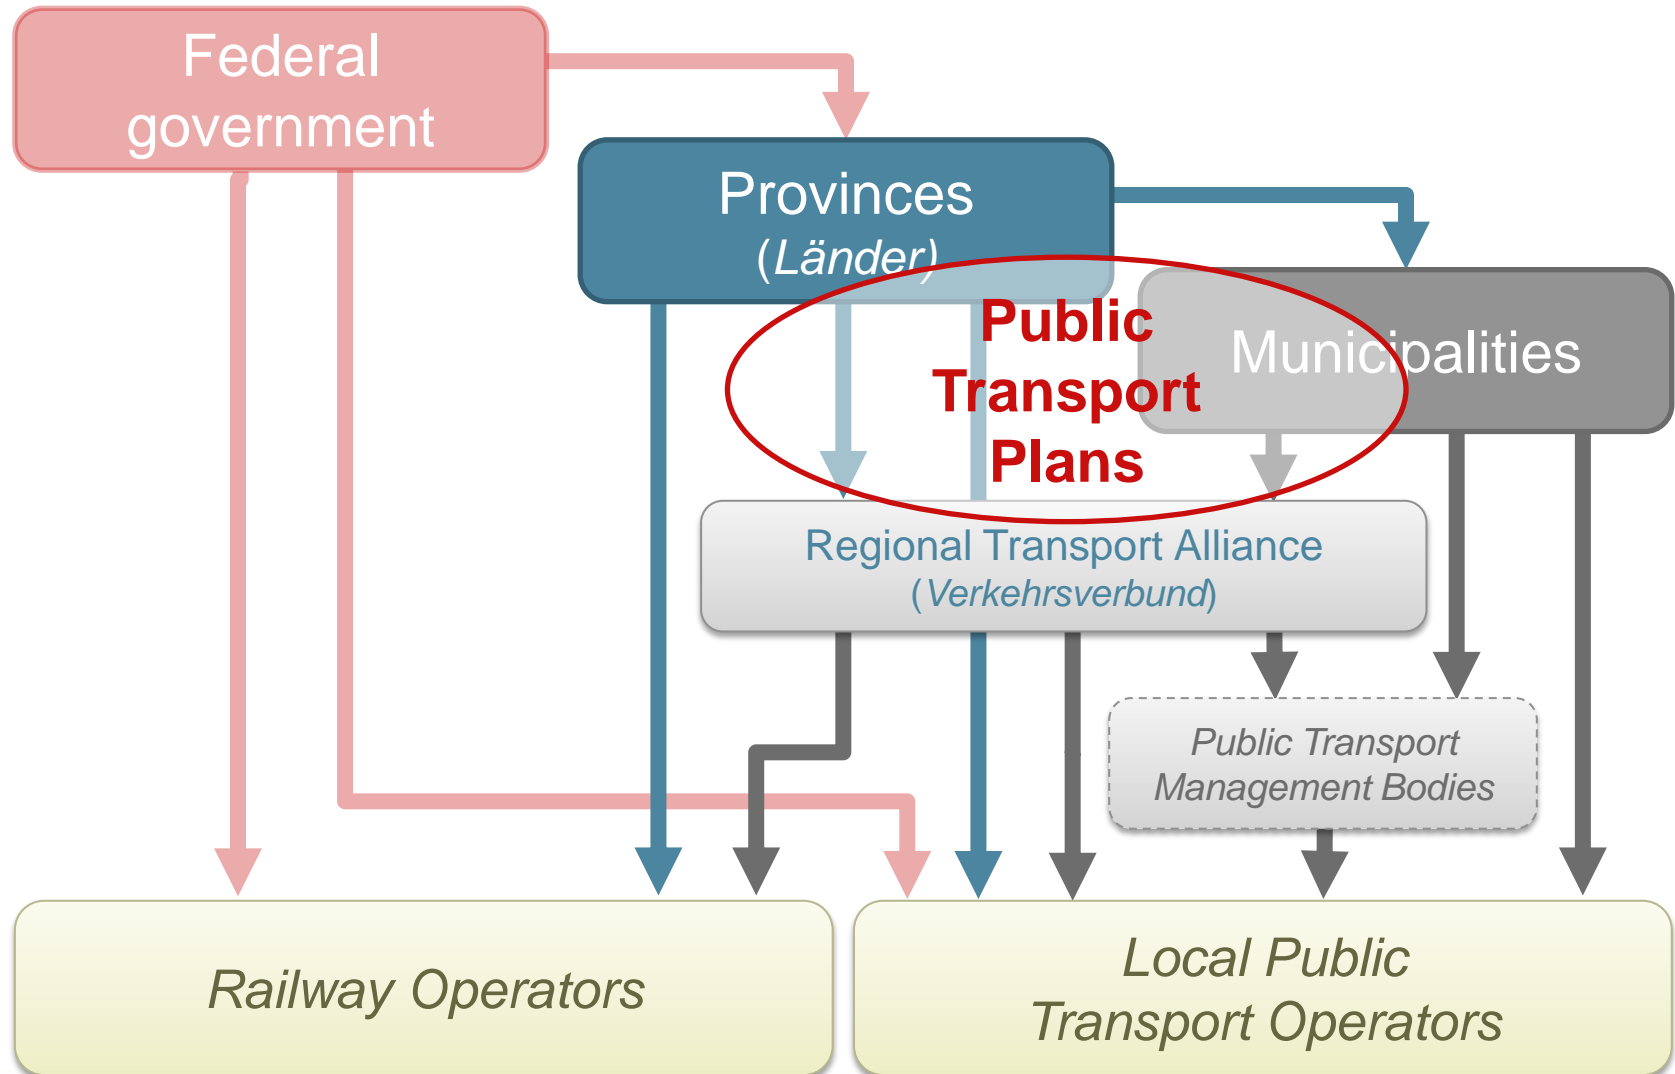 Federal
government
Provinces
(Länder)
Public
Transport
Plans
Municipalities
Regional Transport Alliance
(Verkehrsverbund)
Public Transport
Management Bodies
Railway Operators
Local Public
Transport Operators